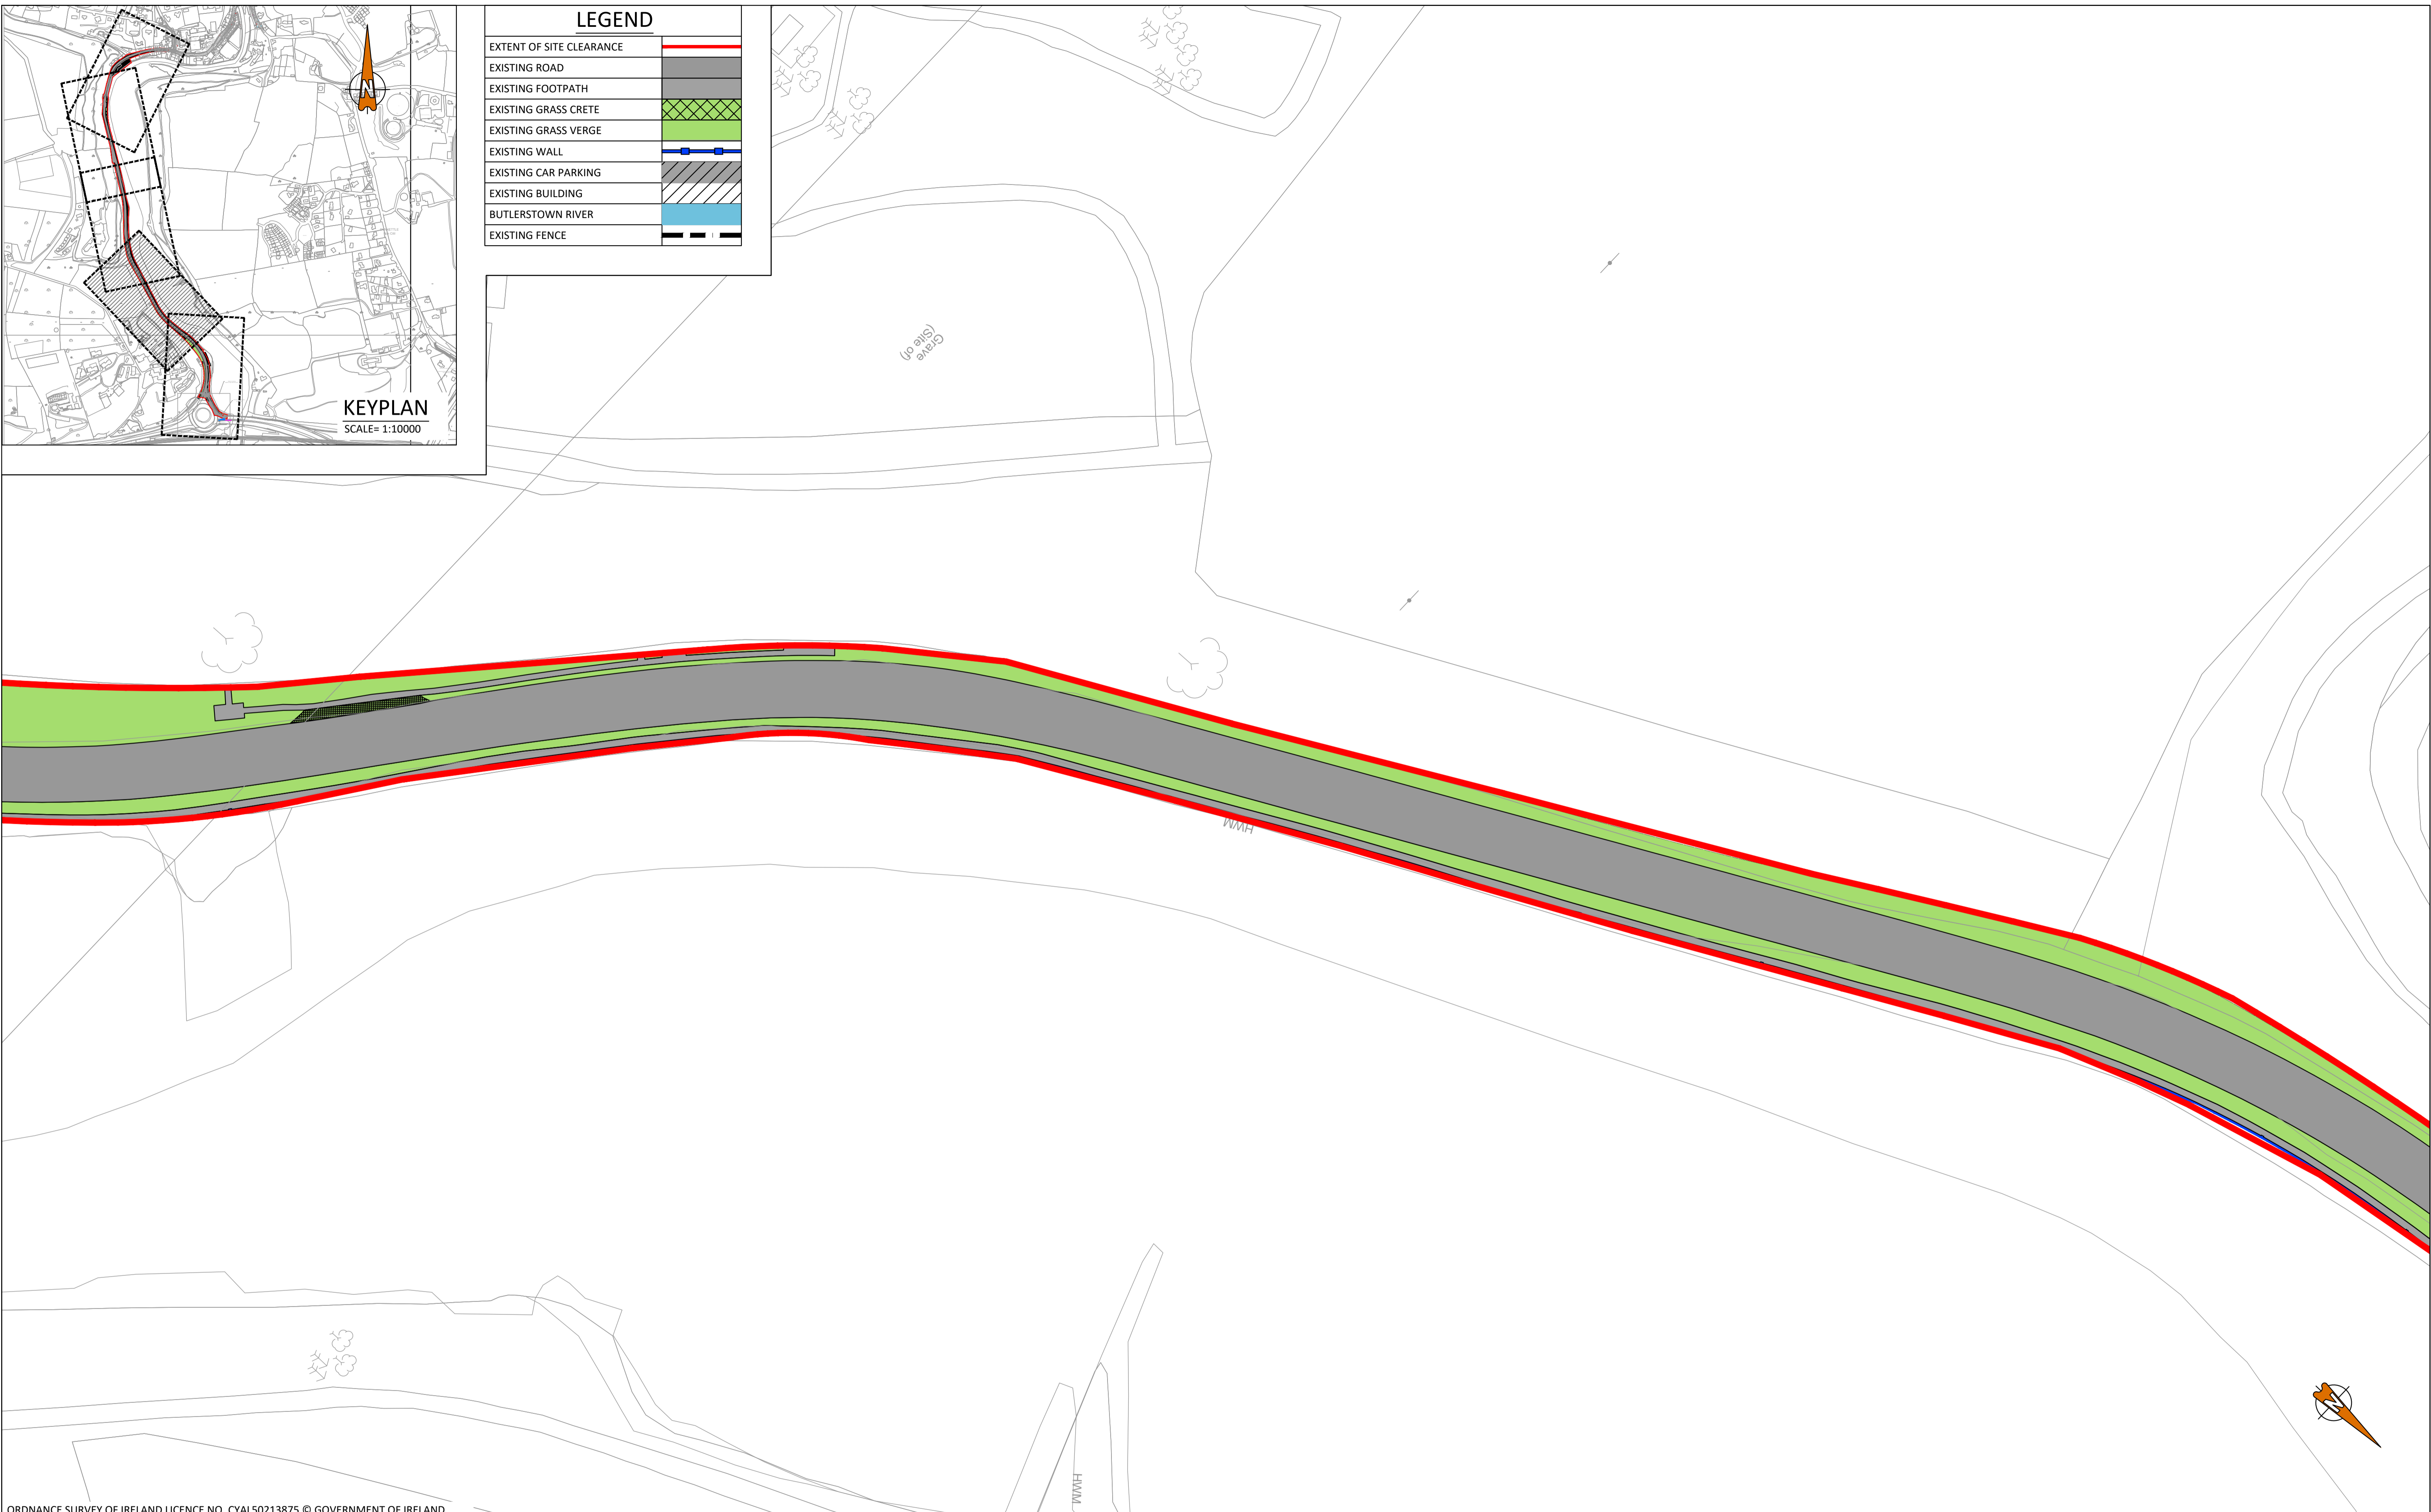 LEGEND
EXTENT OF SITE CLEARANCE
EXISTING ROAD
EXISTING FOOTPATH
EXISTING GRASS CRETE
EXISTING GRASS VERGE
EXISTING WALL
EXISTING CAR PARKING
EXISTING BUILDING
BUTLERSTOWN RIVER
EXISTING FENCE
N
KEYPLAN
SCALE= 1:10000
Grave
(Site of)
HWM
HWM
N
ORDNANCE SURVEY OF IRELAND LICENCE NO. CYAL50213875 © GOVERNMENT OF IRELAND